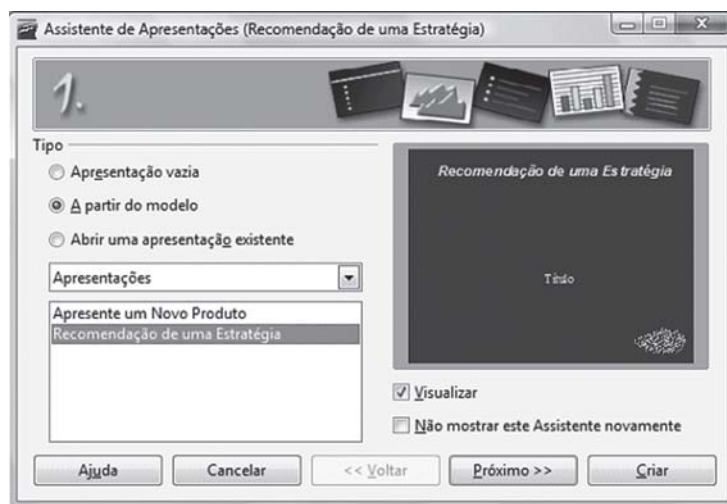 Assistente de Apresentações (Recomendação de uma Estratégia)
1.
Tipo
Apresentação vazia
A partir do modelo
Abrir uma apresentação existente
Apresentações
Apresente um Novo Produto
Recomendação de uma Estratégia
Recomendação de uma Estratégia
Título
Visualizar
Não mostrar este Assistente novamente
Ajuda Cancelar << Voltar Próximo >> Criar